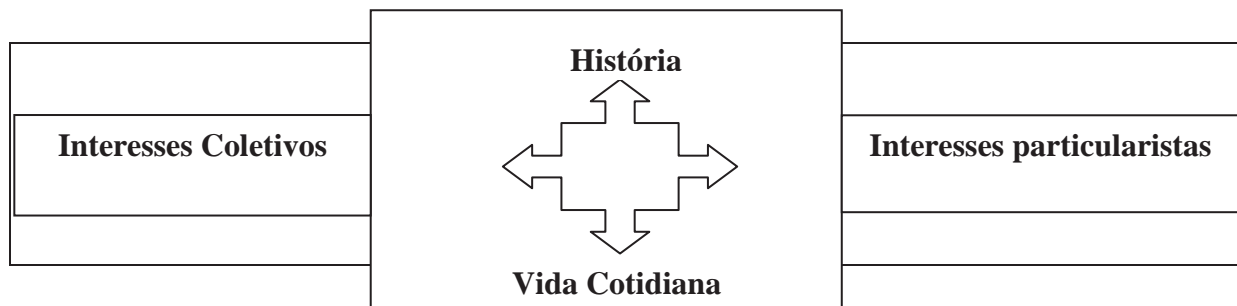 História
Interesses Coletivos
Interesses particularistas
Vida Cotidiana